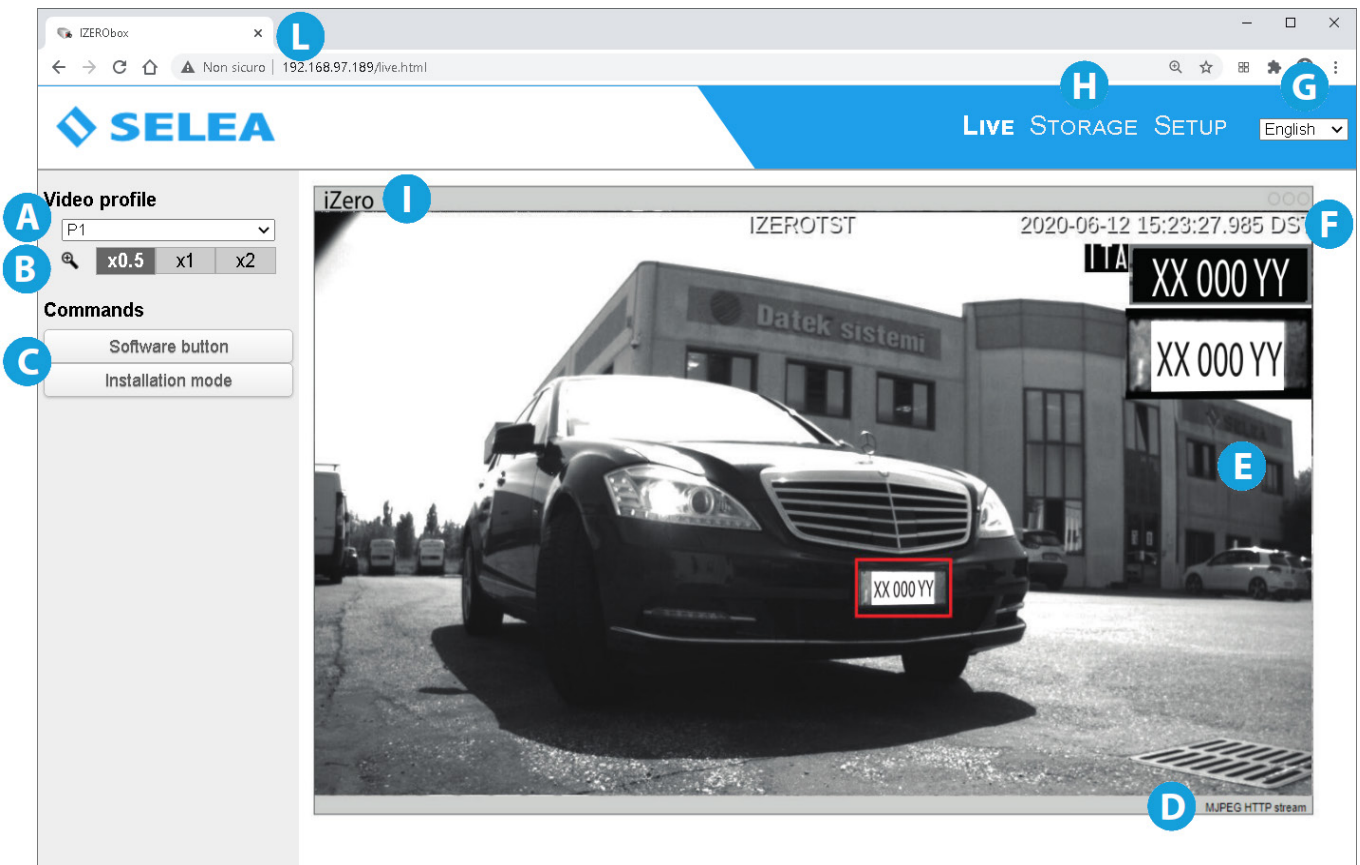 IZERObox
L
Non sicuro | 192.168.97.189/live.html
H
G
SELEA
LIVE STORAGE SETUP
English
Video profile
A
P1
B
x0.5 x1 x2
Commands
C
Software button
Installation mode
iZero
I
IZEROTST
2020-06-12 15:23:27.985 DST
F
ITA
XX 000 YY
XX 000 YY
Datek sistemi
SELEA
E
XX 000 YY
D
MJPEG HTTP stream